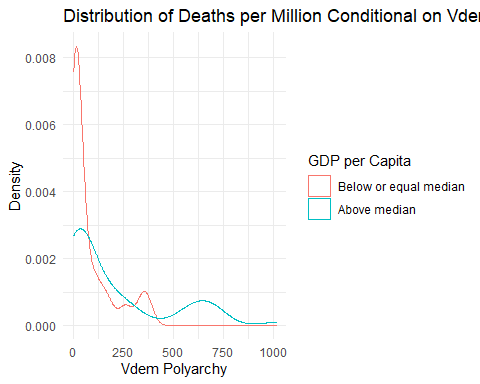 Distribution of Deaths per Million Conditional on Vder
0.008
0.006
0.004
0.002
0.000
Density
0
250
500
750
1000
Vdem Polyarchy
GDP per Capita
Below or equal median
Above median